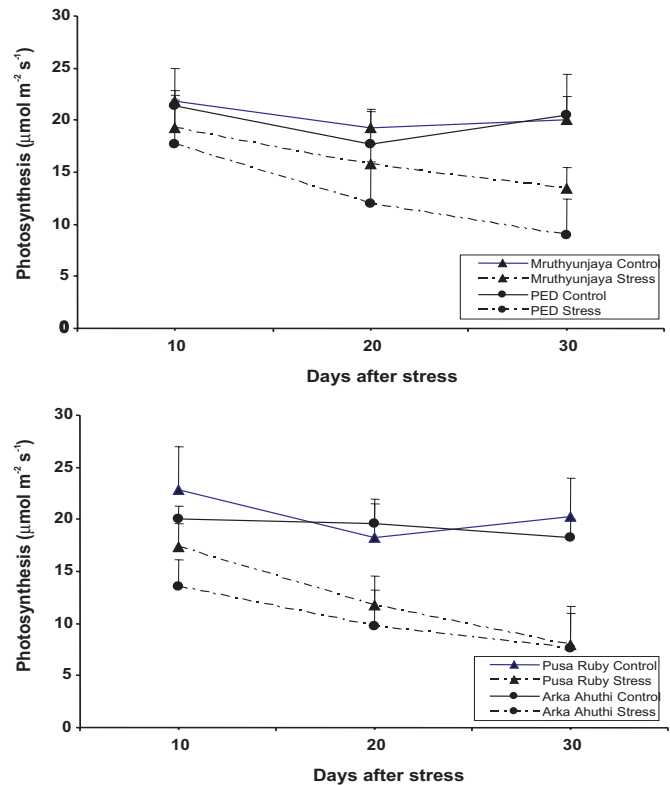 30
25
20
15
10
5
0
Photosynthesis (μmol m⁻² s⁻¹)
Mruthyunjaya Control
Mruthyunjaya Stress
PED Control
PED Stress
10 20 30
Days after stress
30
25
20
15
10
5
0
Photosynthesis (μmol m⁻² s⁻¹)
Pusa Ruby Control
Pusa Ruby Stress
Arka Ahuthi Control
Arka Ahuthi Stress
10 20 30
Days after stress